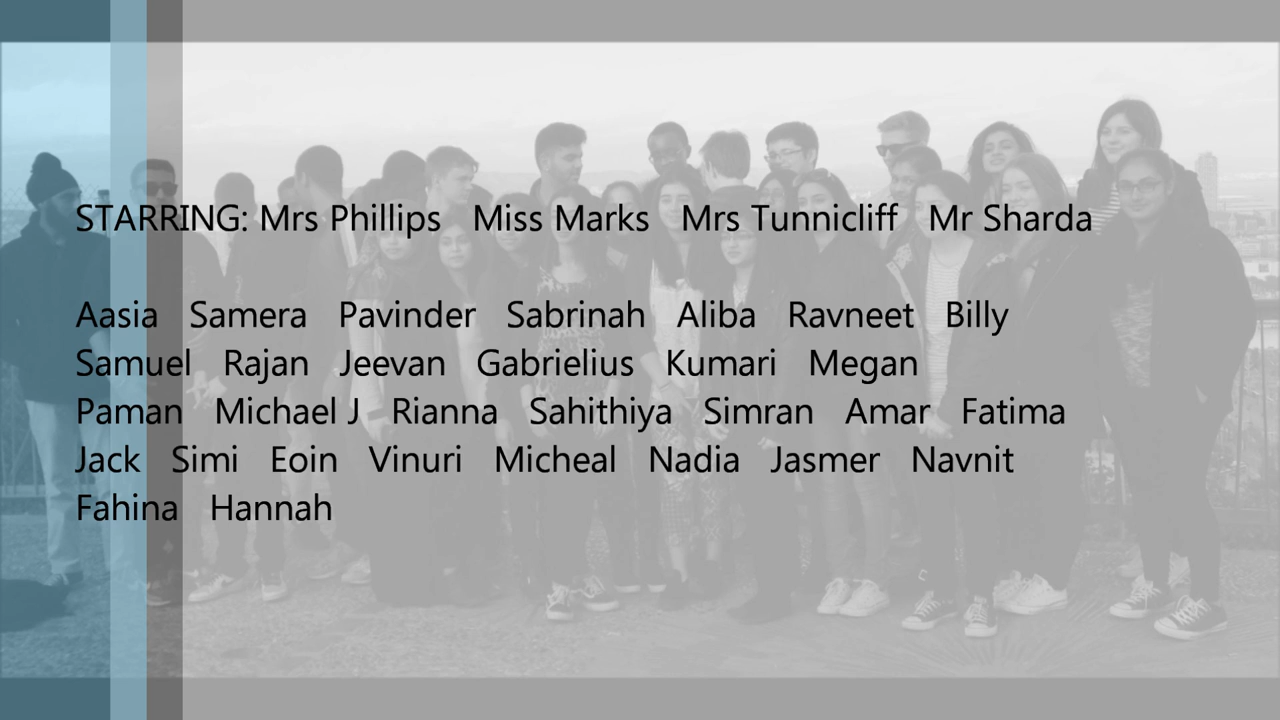 STARRING: Mrs Phillips Miss Marks Mrs Tunnicliff Mr Sharda
Aasia Samera Pavinder Sabrinah Aliba Ravneet Billy
Samuel Rajan Jeevan Gabrielius Kumari Megan
Paman Michael J Rianna Sahithiya Simran Amar Fatima
Jack Simi Eoin Vinuri Micheal Nadia Jasmer Navnit
Fahina Hannah